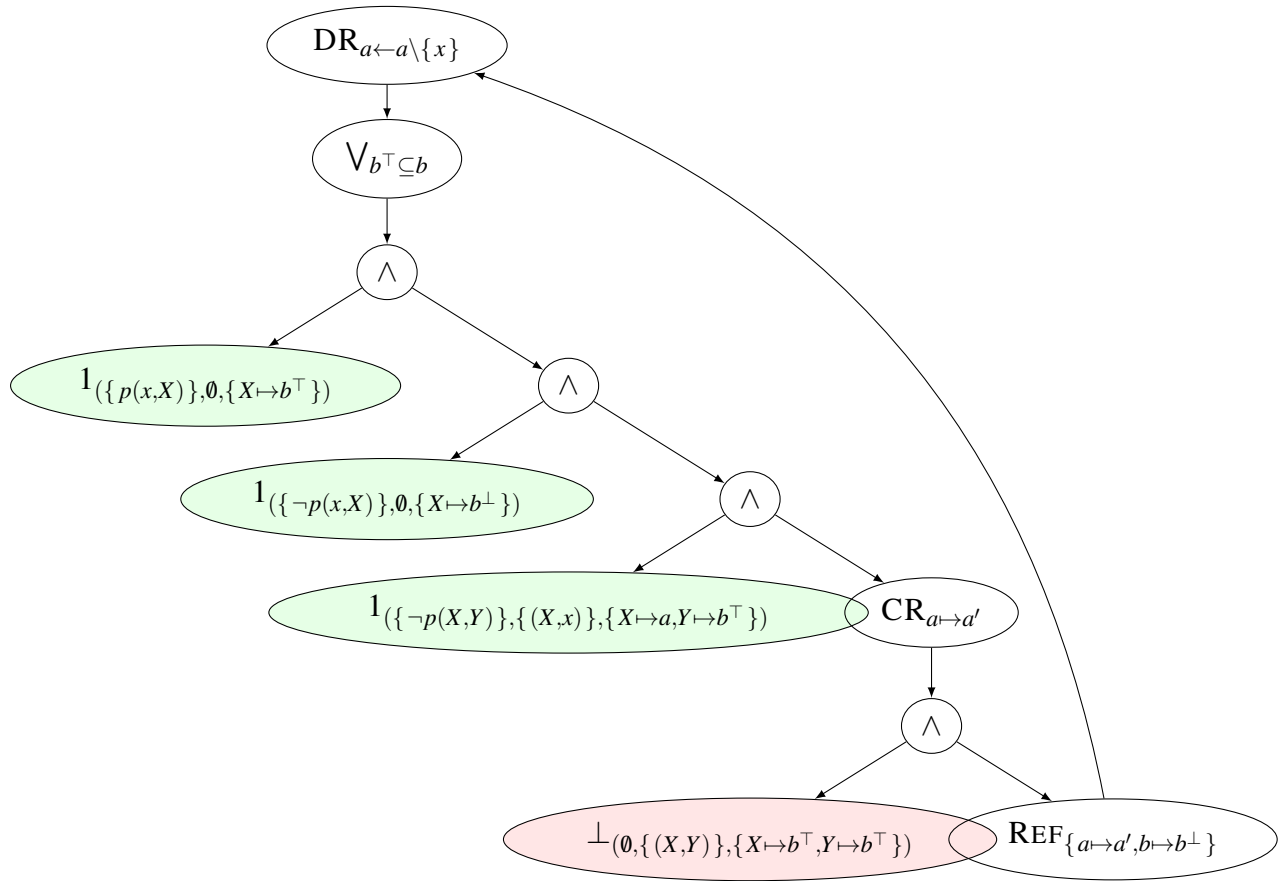 DR_{a←a\{x}}
⋁_{b^⊤⊆b}
∧
1_{({p(x,X)},∅,{X↦b^⊤})}
∧
1_{({¬p(x,X)},∅,{X↦b^⊥})}
∧
1_{({¬p(X,Y)},{(X,x)},{X↦a,Y↦b^⊤})}
CR_{a↦a′}
∧
⊥_{(∅,{(X,Y)},{X↦b^⊤,Y↦b^⊤})}
REF_{{a↦a′,b↦b^⊥}}